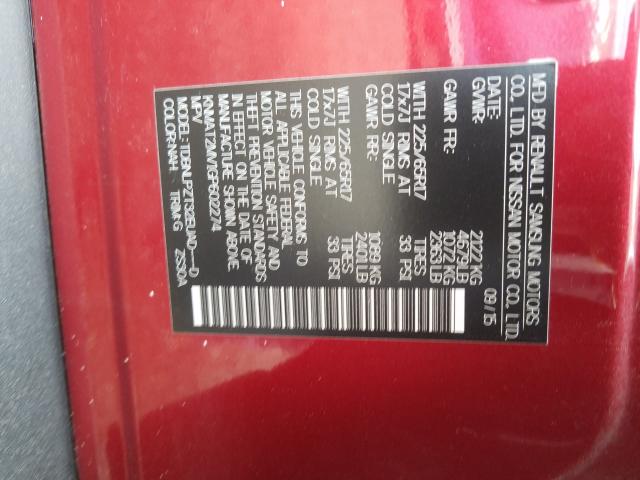 MFD BY RENAULT SAMSUNG MOTORS
CO., LTD. FOR NISSAN MOTOR CO., LTD.
DATE: 09/15
GVWR: 2122 KG
4679 LB
GAWR FR: 1072 KG
2363 LB
WITH 225/65R17 TIRES
17x7J RIMS AT 33 PSI
COLD SINGLE
GAWR RR: 1089 KG
2401 LB
WITH 225/65R17 TIRES
17x7J RIMS AT 33 PSI
COLD SINGLE
THIS VEHICLE CONFORMS TO
ALL APPLICABLE FEDERAL
MOTOR VEHICLE SAFETY AND
THEFT PREVENTION STANDARDS
IN EFFECT ON THE DATE OF
MANUFACTURE SHOWN ABOVE.
KNMAT2MV7GP602274
MPV
COLOR:NAH TRIM:G